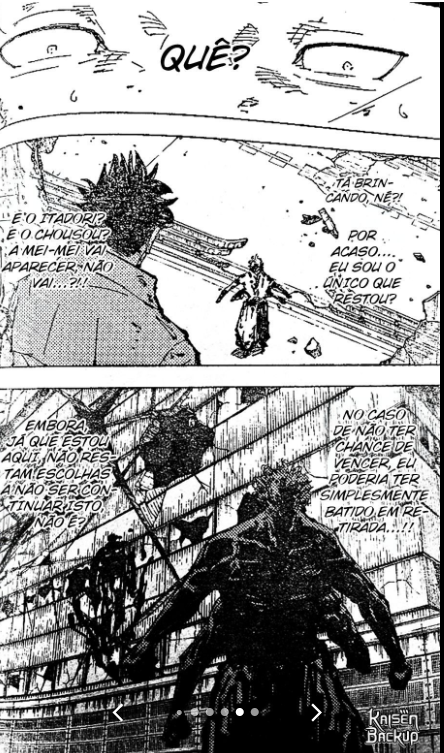 QUÊ?
TÁ BRIN-
CANDO, NÉ?!
POR
ACASO....
EU SOU O
ÚNICO QUE
RESTOU?
E O ITADORI?
E O CHOUSOU?
A MEI-MEI VAI
APARECER, NÃO
VAI...?!!
NO CASO
DE NÃO TER
CHANCE DE
VENCER, EU
PODERIA TER
SIMPLESMENTE
BATIDO EM RE-
TIRADA...!!
EMBORA,
JÁ QUE ESTOU
AQUI, NÃO RES-
TAM ESCOLHAS
A NÃO SER CON
TINUAR ISTO,
NÃO É?
KAISËN
BACKUP